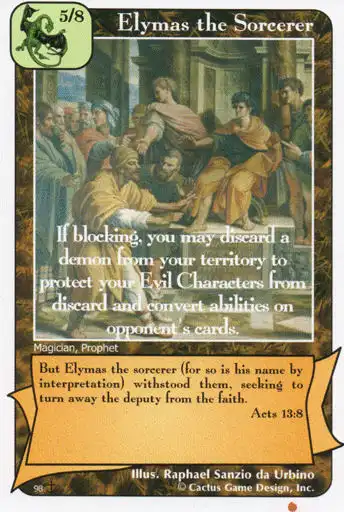 5/8
Elymas the Sorcerer
If blocking, you may discard a
demon from your territory to
protect your Evil Characters from
discard and convert abilities on
opponent's cards.
Magician, Prophet
But Elymas the sorcerer (for so is his name by
interpretation) withstood them, seeking to
turn away the deputy from the faith.
Acts 13:8
Illus. Raphael Sanzio da Urbino
98
© Cactus Game Design, Inc.